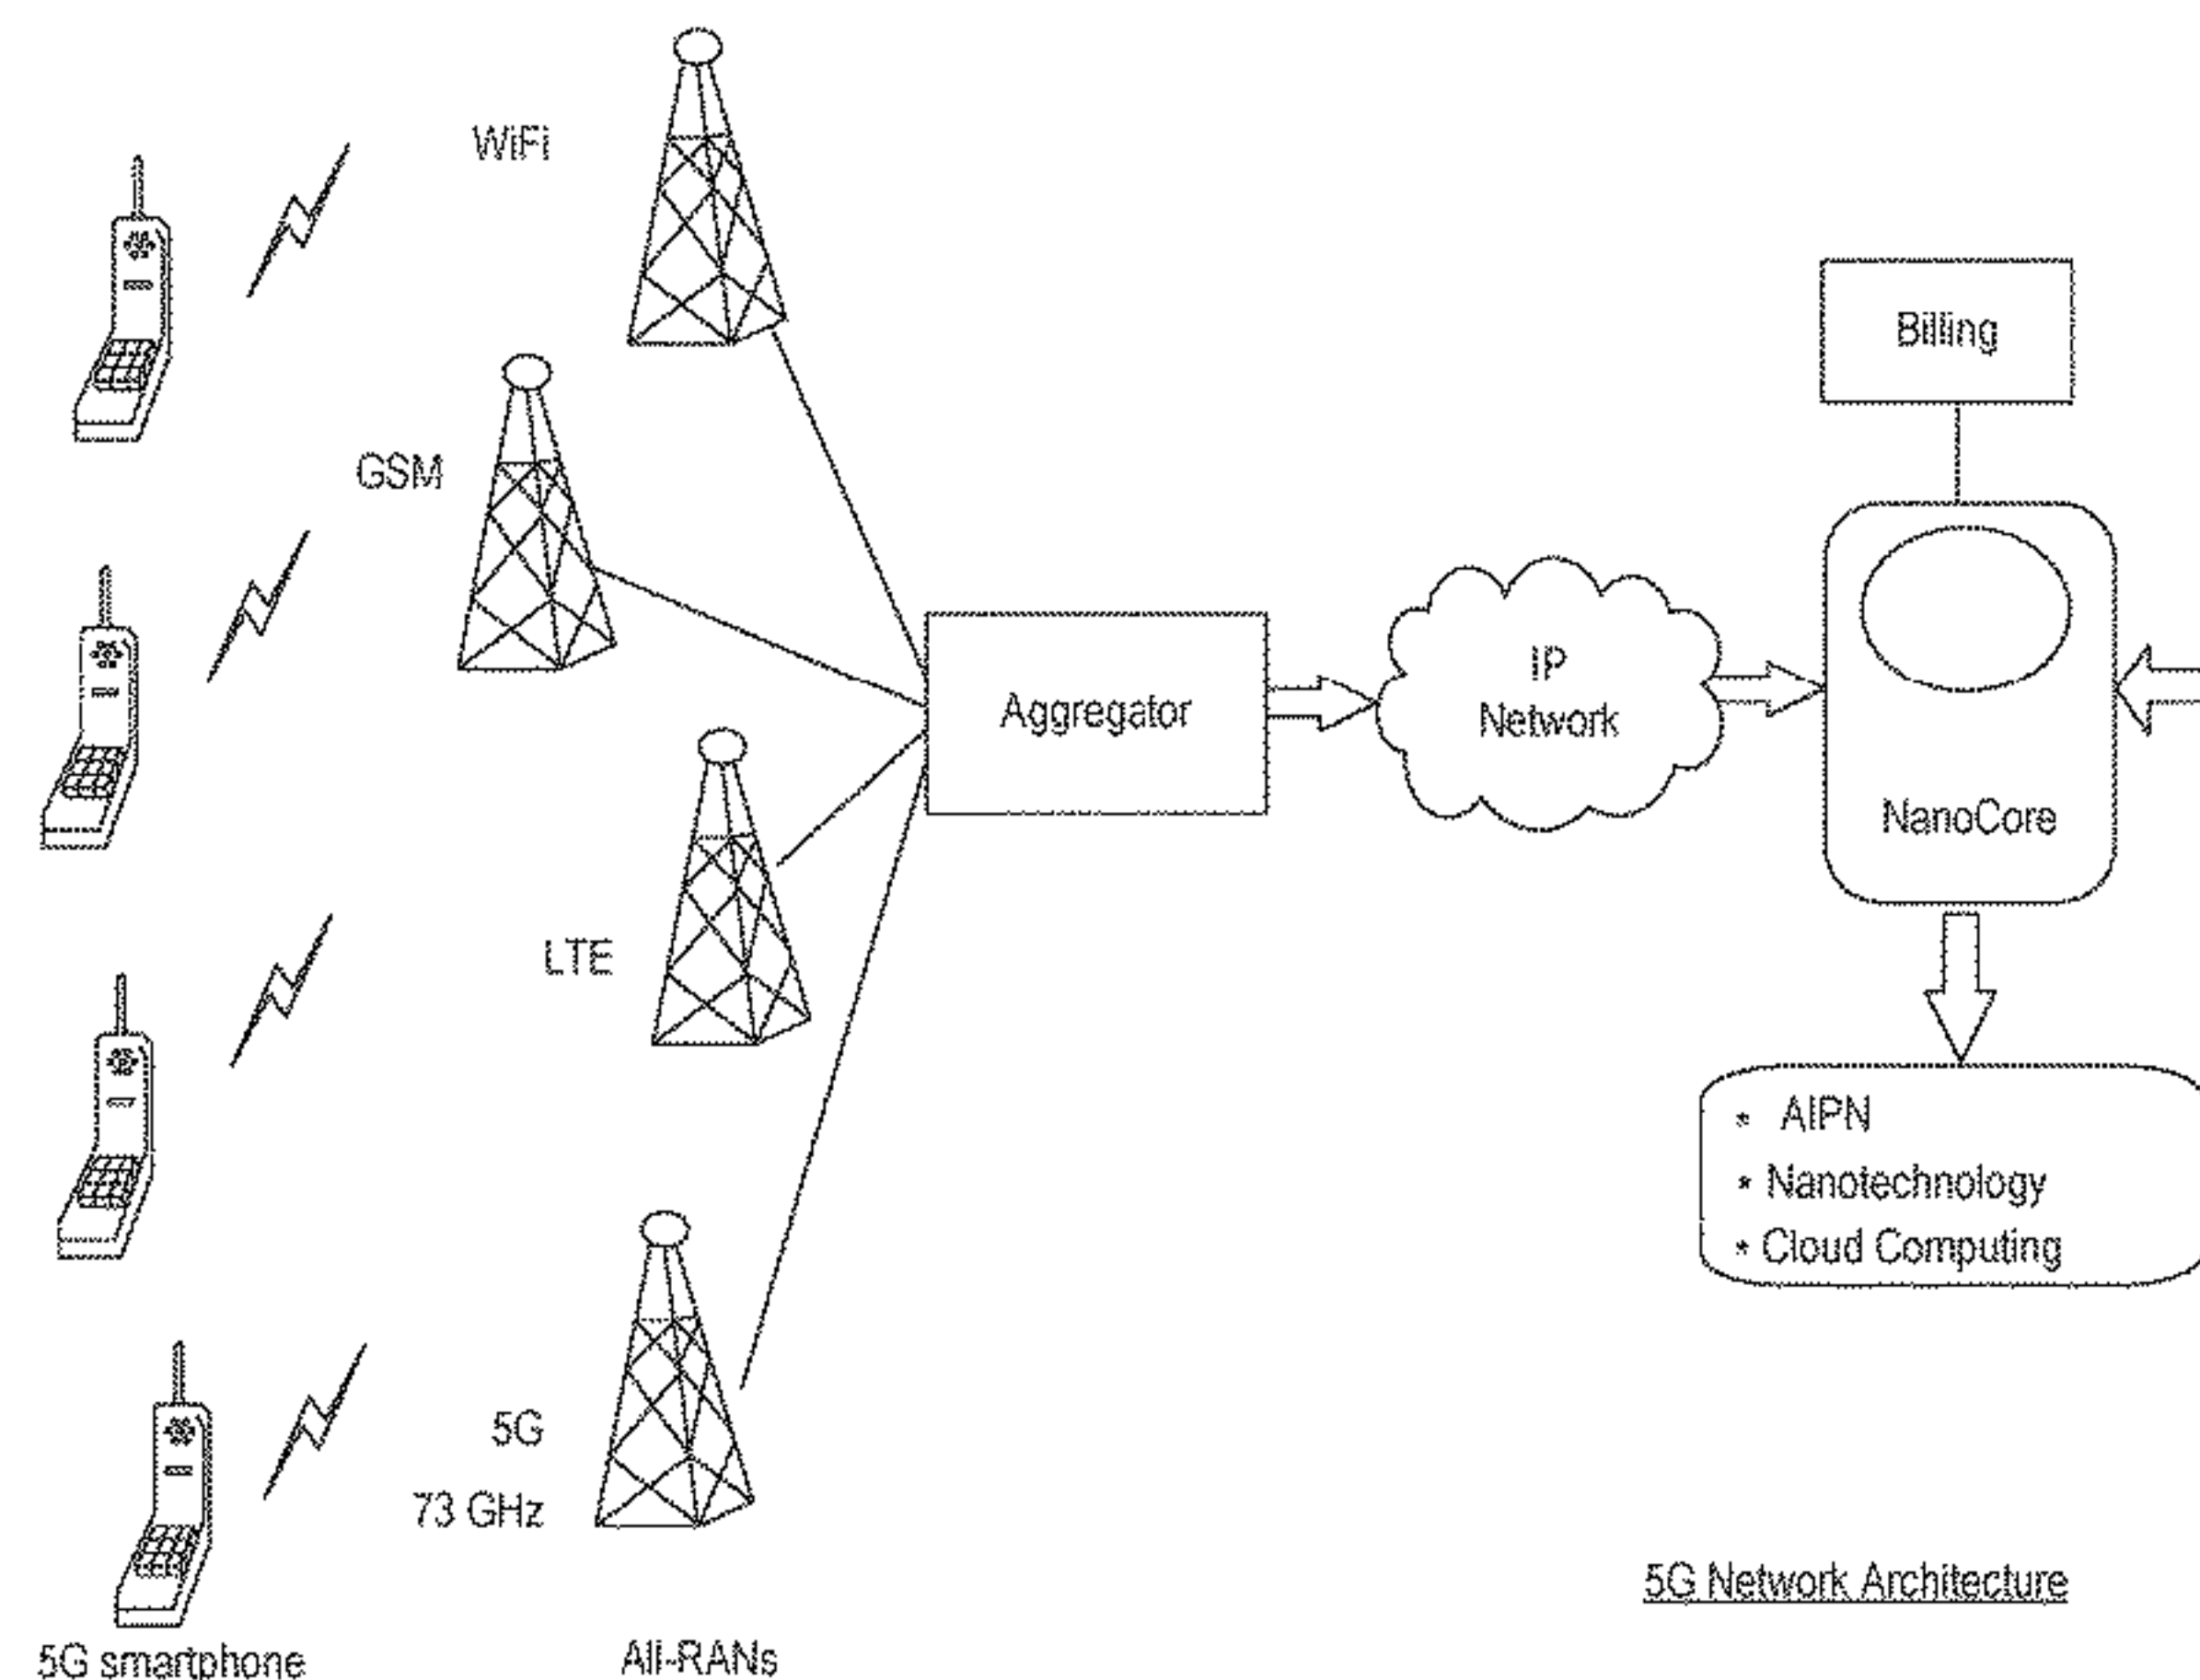 WiFi
GSM
LTE
5G
73 GHz
5G smartphone
All-RANs
Aggregator
IP
Network
Billing
NanoCore
* AIPN
* Nanotechnology
* Cloud Computing
5G Network Architecture